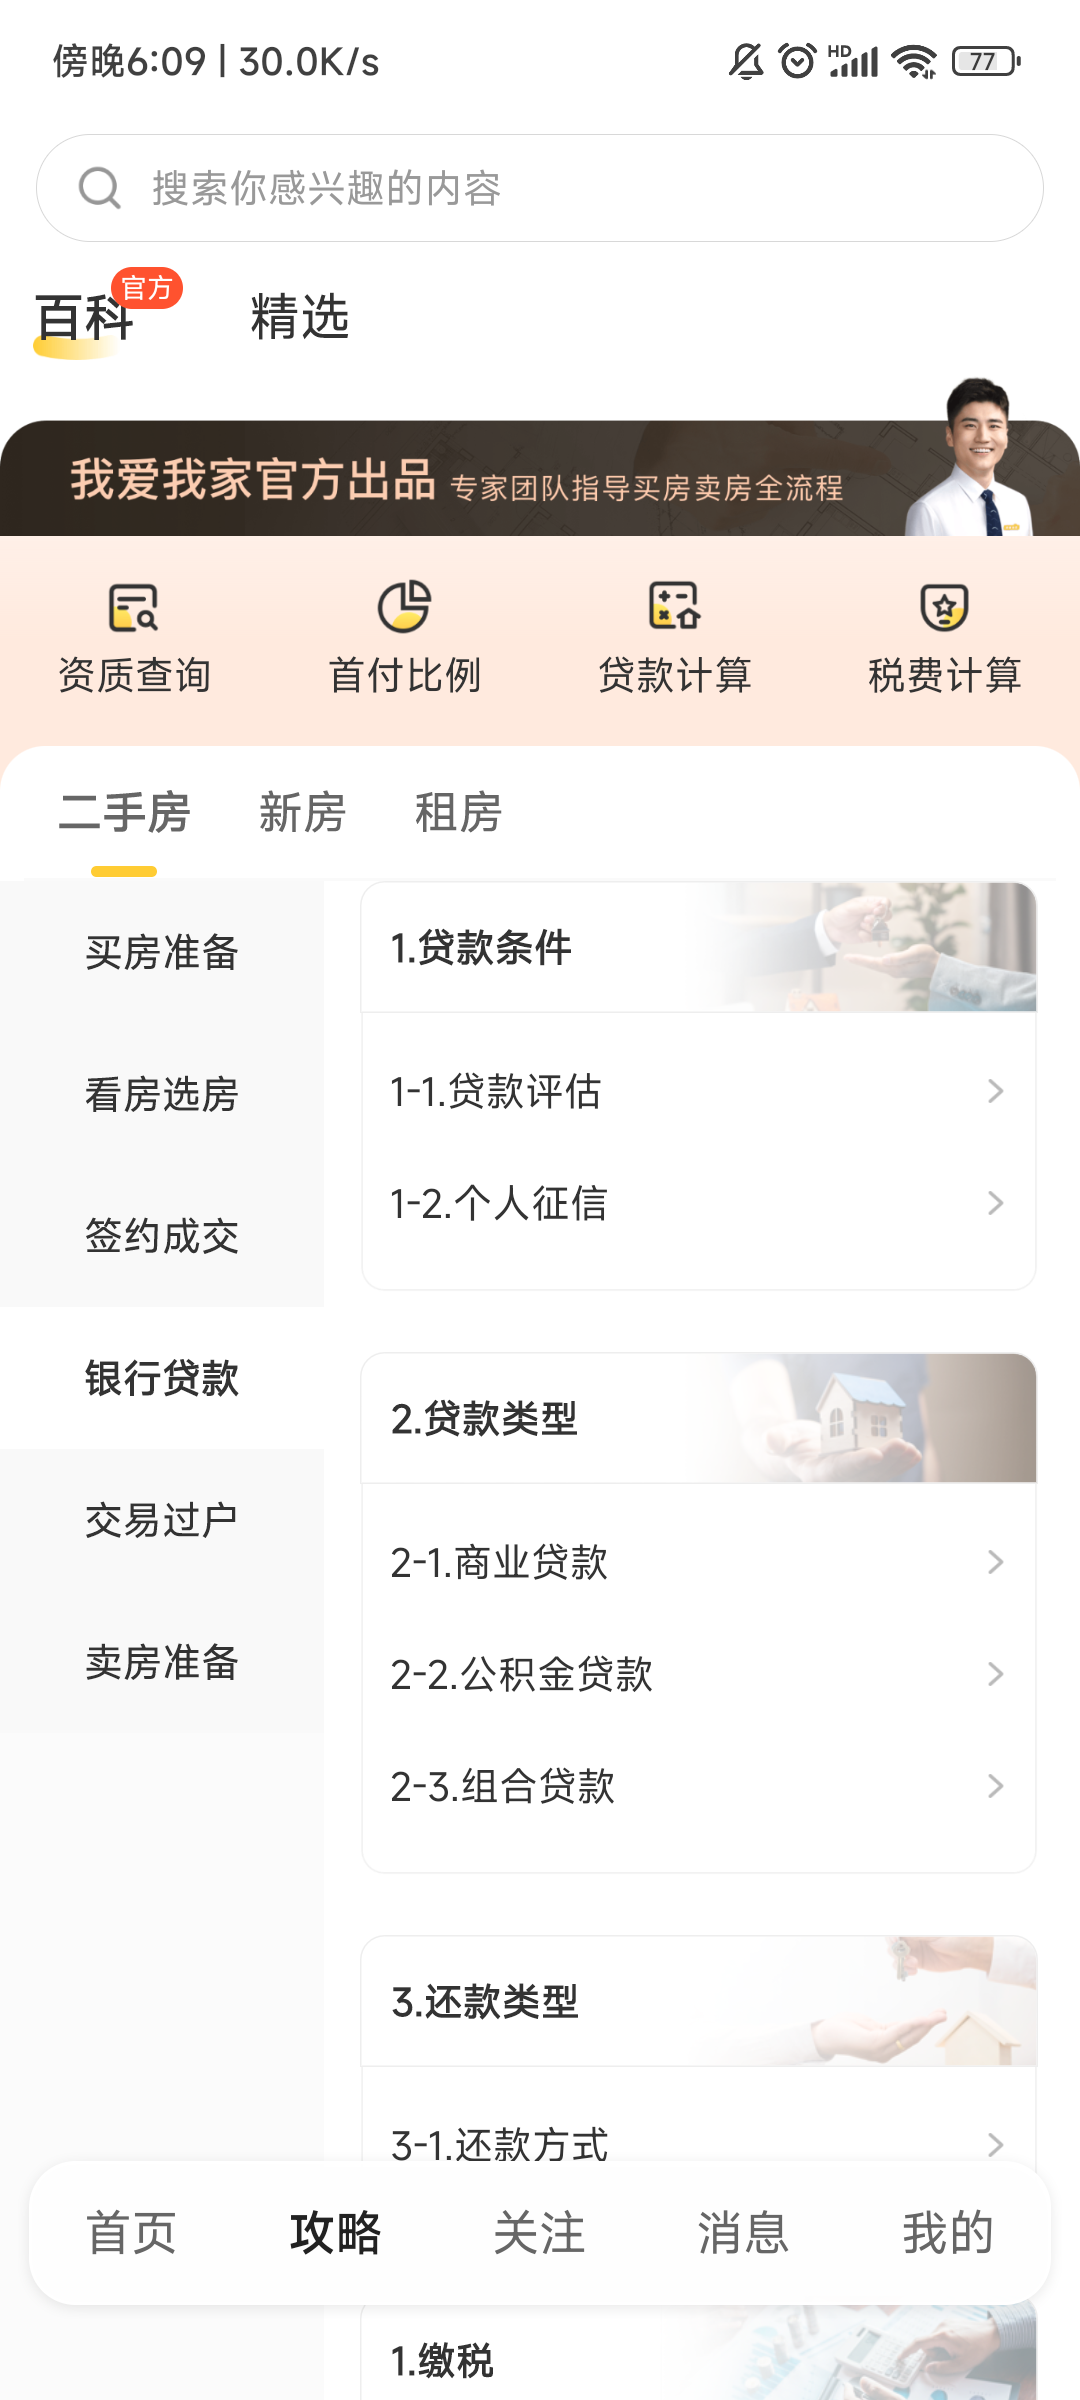 傍晚6:09 | 30.0K/s
HD
77
搜索你感兴趣的内容
百科
官方
精选
我爱我家官方出品 专家团队指导买房卖房全流程
资质查询
首付比例
贷款计算
税费计算
二手房
新房
租房
买房准备
看房选房
签约成交
银行贷款
交易过户
卖房准备
1.贷款条件
1-1.贷款评估
1-2.个人征信
2.贷款类型
2-1.商业贷款
2-2.公积金贷款
2-3.组合贷款
3.还款类型
3-1.还款方式
1.缴税
首页
攻略
关注
消息
我的